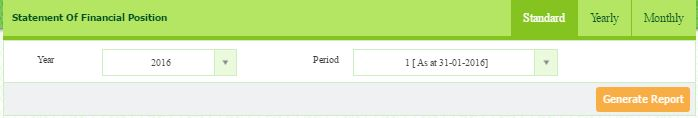 Statement Of Financial Position Standard Yearly Monthly
Year 2016 Period 1 [ As at 31-01-2016]
Generate Report